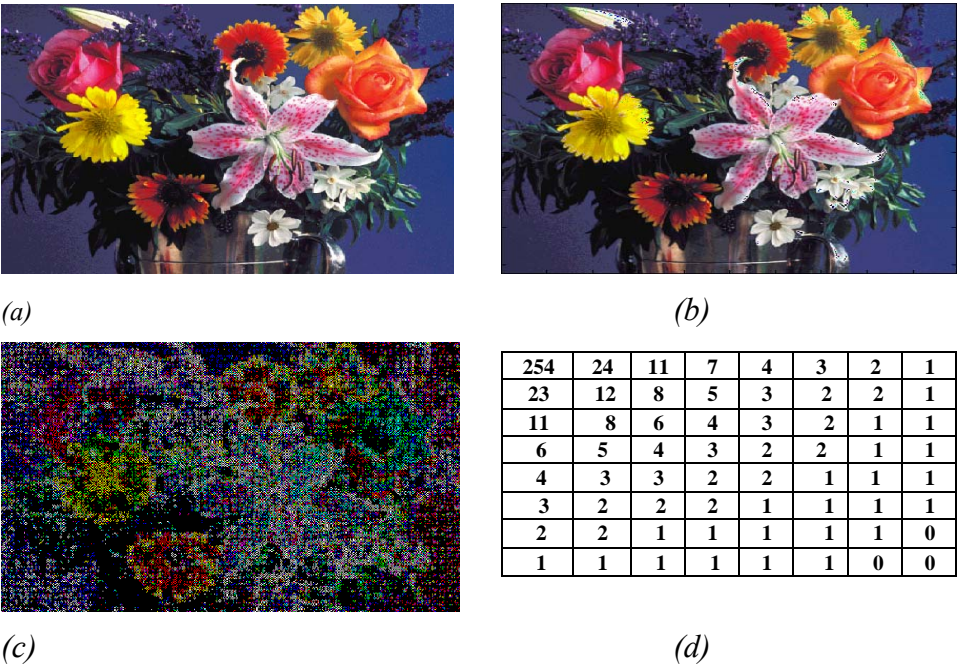 (a)
(b)
254 24 11 7 4 3 2 1
23 12 8 5 3 2 2 1
11 8 6 4 3 2 1 1
6 5 4 3 2 2 1 1
4 3 3 2 2 1 1 1
3 2 2 2 1 1 1 1
2 2 1 1 1 1 1 0
1 1 1 1 1 1 0 0
(c)
(d)